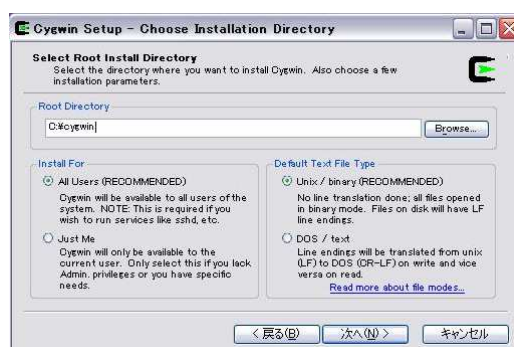 Cygwin Setup - Choose Installation Directory
Select Root Install Directory
Select the directory where you want to install Cygwin. Also choose a few
installation parameters.
Root Directory
C:¥cygwin
Browse...
Install For
All Users (RECOMMENDED)
Cygwin will be available to all users of the
system. NOTE: This is required if you
wish to run services like sshd, etc.
Just Me
Cygwin will only be available to the
current user. Only select this if you lack
Admin. privileges or you have specific
needs.
Default Text File Type
Unix / binary (RECOMMENDED)
No line translation done; all files opened
in binary mode. Files on disk will have LF
line endings.
DOS / text
Line endings will be translated from unix
(LF) to DOS (CR-LF) on write and vice
versa on read.
Read more about file modes...
< 戻る(B)
次へ(N) >
キャンセル